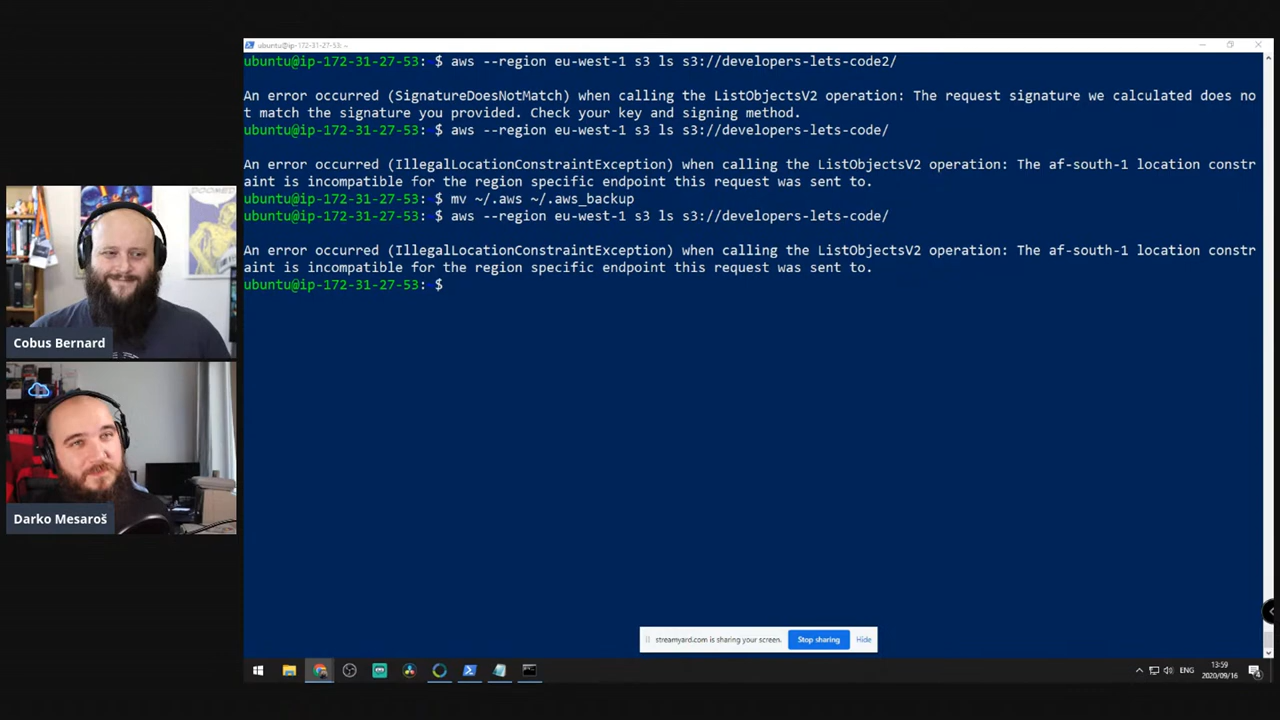 ubuntu@ip-172-31-27-53: ~
ubuntu@ip-172-31-27-53:~$ aws --region eu-west-1 s3 ls s3://developers-lets-code2/
An error occurred (SignatureDoesNotMatch) when calling the ListObjectsV2 operation: The request signature we calculated does no
t match the signature you provided. Check your key and signing method.
ubuntu@ip-172-31-27-53:~$ aws --region eu-west-1 s3 ls s3://developers-lets-code/
An error occurred (IllegalLocationConstraintException) when calling the ListObjectsV2 operation: The af-south-1 location constr
aint is incompatible for the region specific endpoint this request was sent to.
ubuntu@ip-172-31-27-53:~$ mv ~/.aws ~/.aws_backup
ubuntu@ip-172-31-27-53:~$ aws --region eu-west-1 s3 ls s3://developers-lets-code/
An error occurred (IllegalLocationConstraintException) when calling the ListObjectsV2 operation: The af-south-1 location constr
aint is incompatible for the region specific endpoint this request was sent to.
ubuntu@ip-172-31-27-53:~$
Cobus Bernard
Darko Mesaroš
streamyard.com is sharing your screen. Stop sharing Hide
ENG
13:59
2020/09/16